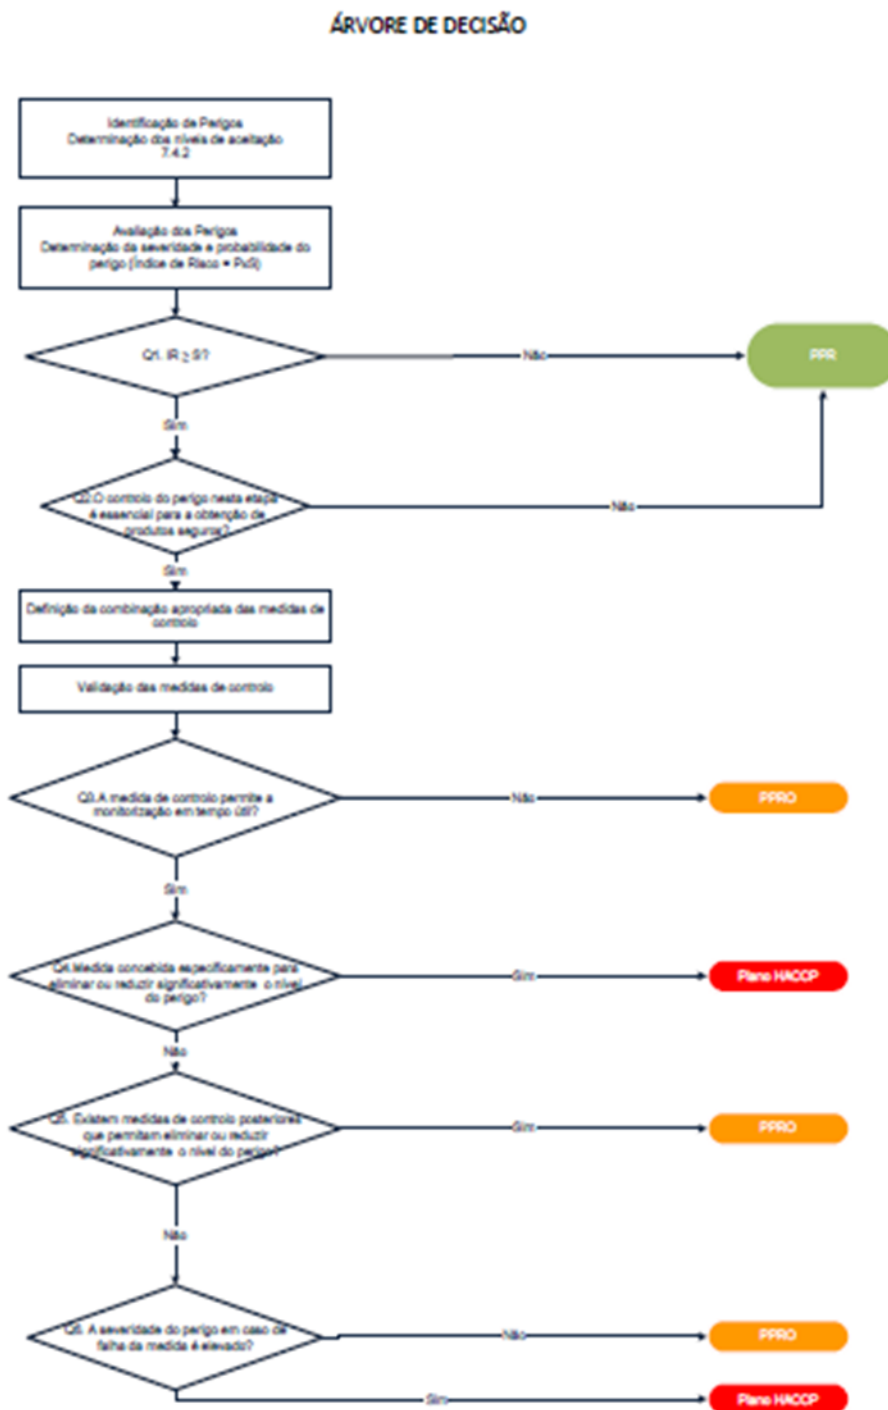 ÁRVORE DE DECISÃO
Identificação de Perigos
Determinação dos níveis de aceitação
7.4.2
Avaliação dos Perigos
Determinação da severidade e probabilidade do
perigo (Índice de Risco = PxS)
Q1. IR ≥
Não
PPR
Sim
Q2.O controlo do perigo nesta etapa
é essencial para a obtenção de
produtos seguros?
Não
Sim
Definição da combinação apropriada das medidas de
controlo
Validação das medidas de controlo
Q3.A medida de controlo permite a
monitorização em tempo útil?
Não
PPRO
Sim
Q4.Medida concebida especificamente para
eliminar ou reduzir significativamente o nível
do perigo?
Sim
Plano HACCP
Não
Q5. Existem medidas de controlo posteriores
que permitam eliminar ou reduzir
significativamente o nível do perigo?
Sim
PPRO
Não
Q6. A severidade do perigo em caso de
falha da medida é elevado?
Não
PPRO
Sim
Plano HACCP